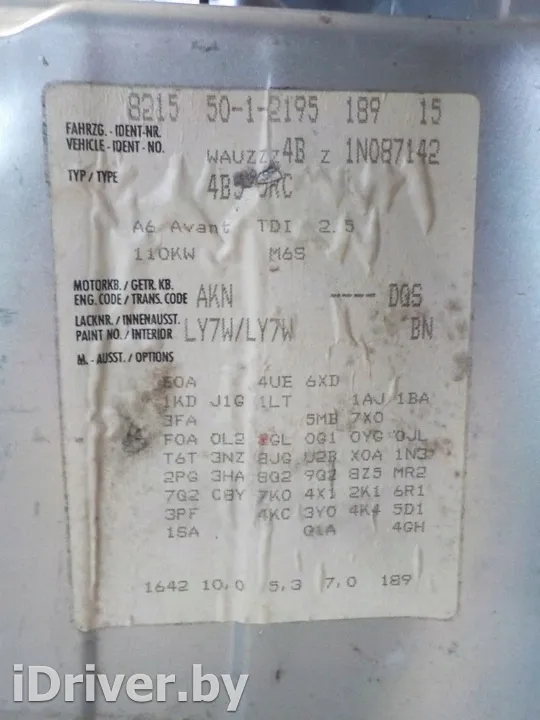 8215 50-1-2195 189 15
FAHRZG.-IDENT-NR.
VEHICLE-IDENT-NO.
WAUZZZ4B Z 1N087142
TYP / TYPE
A6 Avant TDI 2.5
110KW M6S
MOTORKB. / GETR. KB.
ENG. CODE / TRANS. CODE
AKN ---- DQS
LACKNR. / INNENAUSST.
PAINT NO. / INTERIOR
LY7W/LY7W BN
M.-AUSST. / OPTIONS
E0A 4UE 6XD
1KD J1G 1LT 1AJ 1BA
3FA 5MB 7X0
F0A 0L2 0G1 0YG 0JL
T6T 3NZ 8JG U2B X0A 1N3
2PG 3HA 8Q2 9Q2 8Z5 MR2
7G2 C8Y 7K0 4X1 2K1 6R1
3PF 4KC 3Y0 4K4 5D1
1SA Q1A 4GH
1642 10,0 5,3 7,0 189
iDriver.by